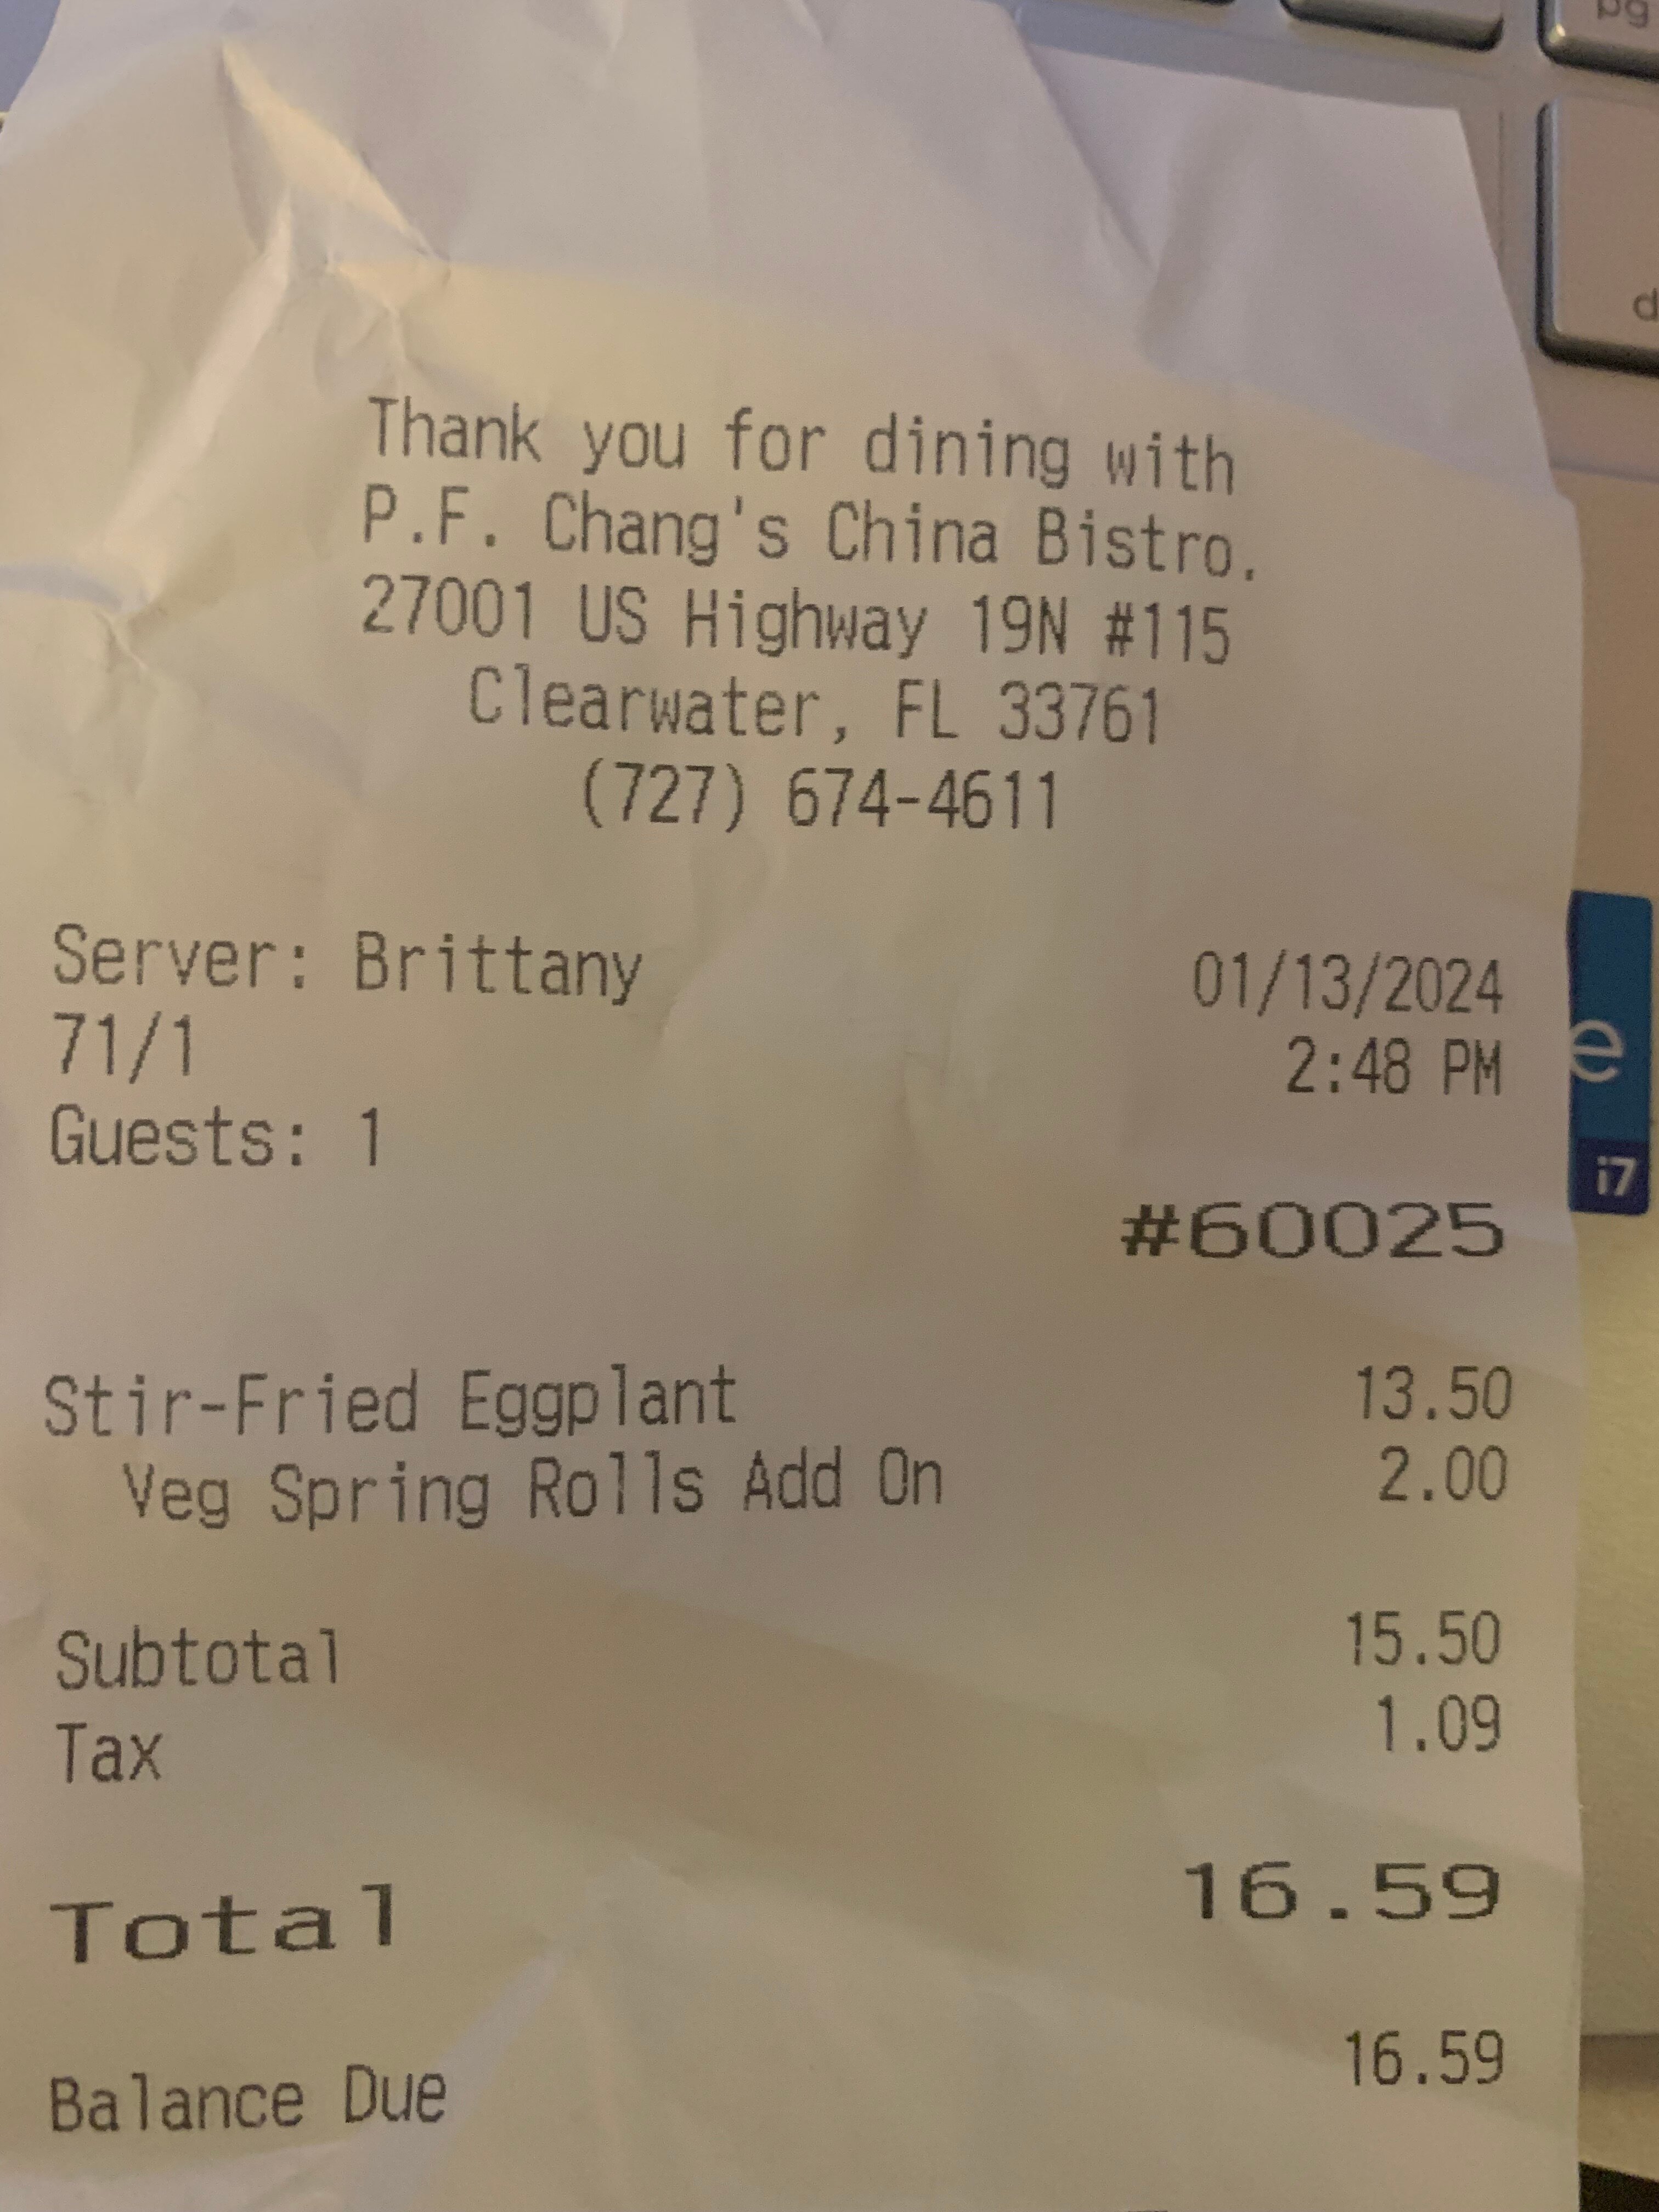 pg
d
Thank you for dining with
P.F. Chang's China Bistro.
27001 US Highway 19N #115
Clearwater, FL 33761
(727) 674-4611
Server: Brittany 01/13/2024
71/1 2:48 PM
Guests: 1
#60025
e
i7
Stir-Fried Eggplant 13.50
Veg Spring Rolls Add On 2.00
Subtotal 15.50
Tax 1.09
Total 16.59
Balance Due 16.59